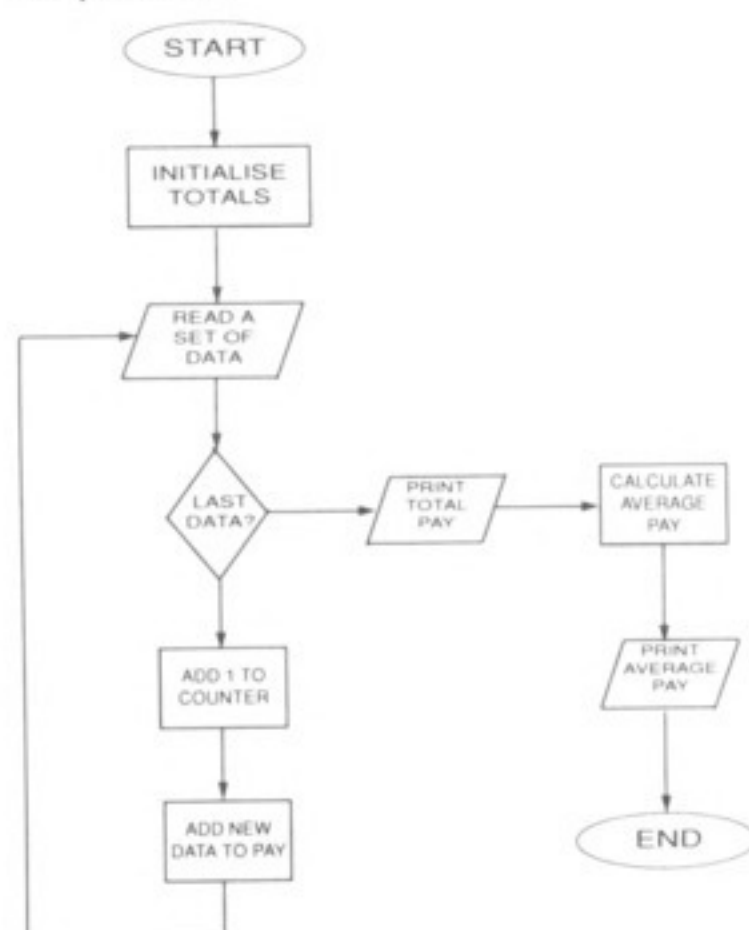 START
INITIALISE
TOTALS
READ A
SET OF
DATA
LAST
DATA?
PRINT
TOTAL
PAY
CALCULATE
AVERAGE
PAY
PRINT
AVERAGE
PAY
ADD 1 TO
COUNTER
ADD NEW
DATA TO PAY
END